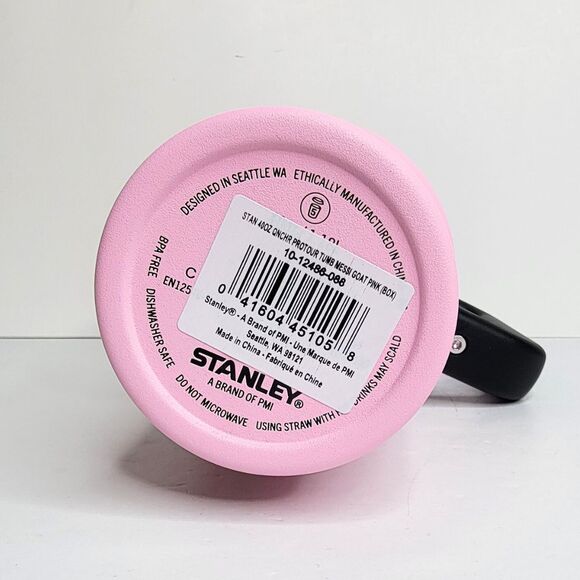 DESIGNED IN SEATTLE WA ETHICALLY MANUFACTURED IN CHIN
STAN 40OZ QNCHR PROTOUR TUMB MESSI GOAT PINK (BOX)
10-12486-088
0 41604 45105 8
Stanley® - A Brand of PMI - Une Marque de PMI
Seattle, WA 98121
Made in China - Fabriqué en Chine
C
EN125
STANLEY®
A BRAND OF PMI
BPA FREE DISHWASHER SAFE DO NOT MICROWAVE USING STRAW WITH DRINKS MAY SCALD